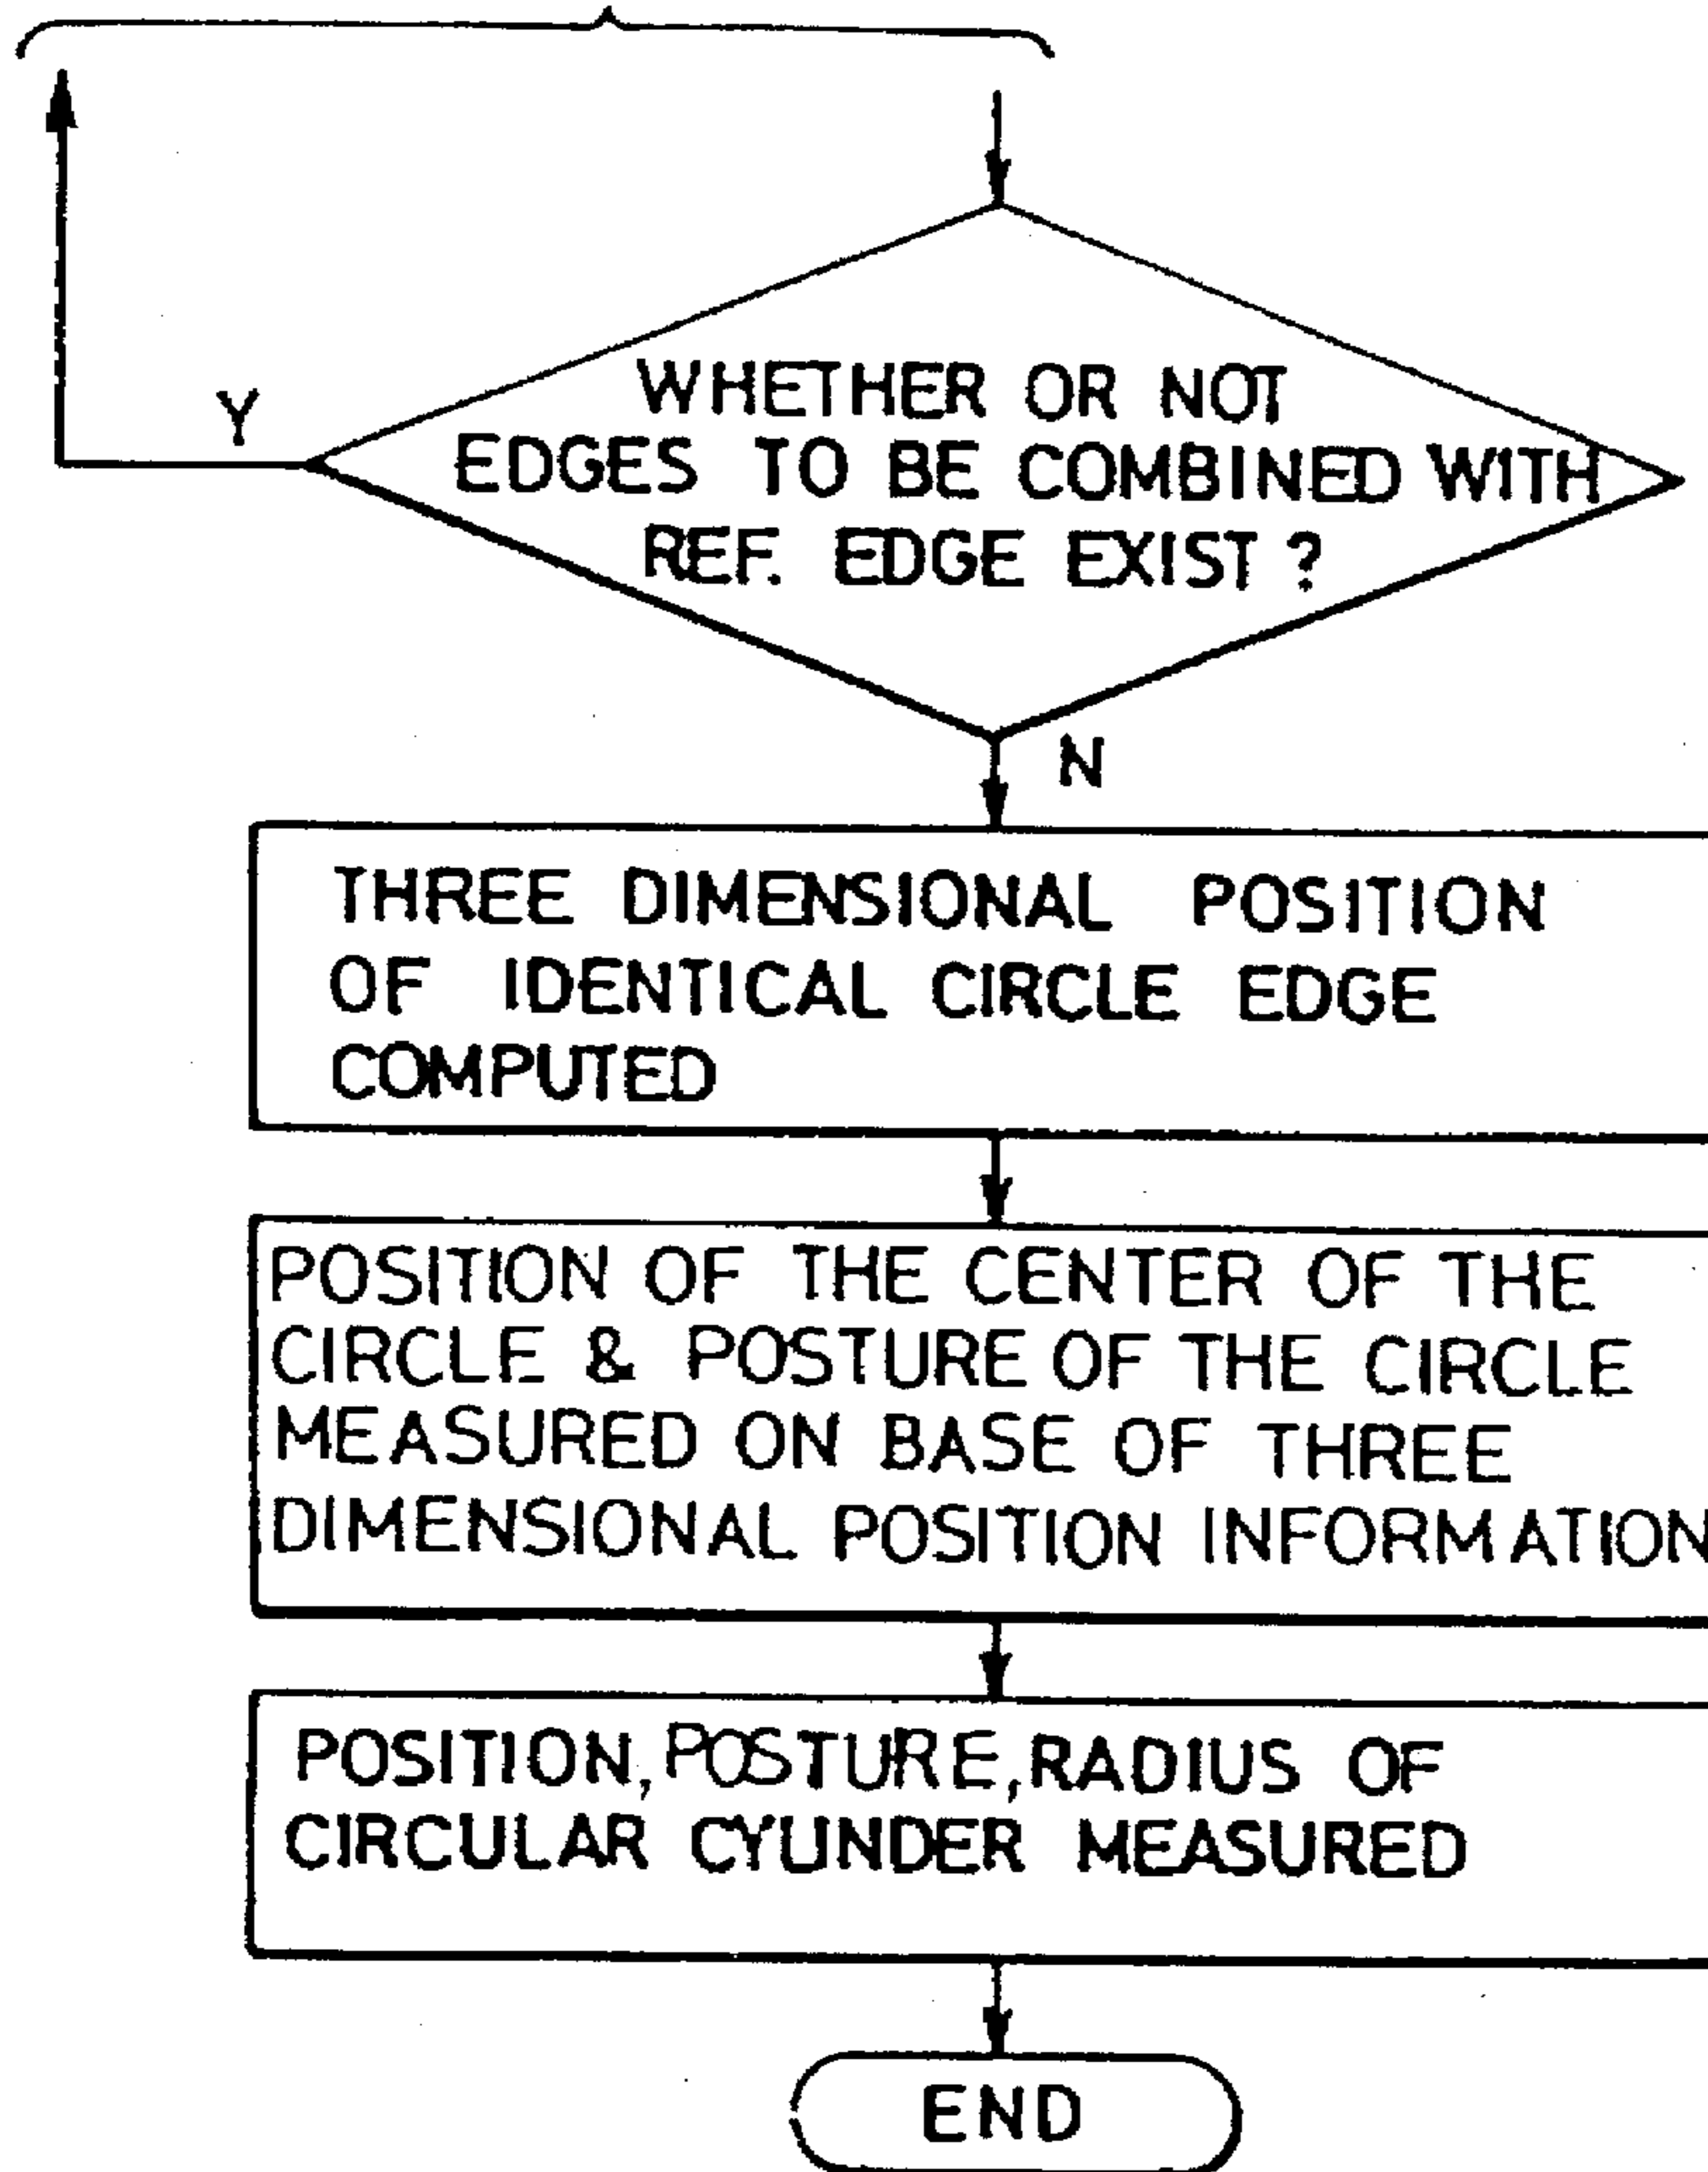 WHETHER OR NOT
EDGES TO BE COMBINED WITH
REF. EDGE EXIST ?
Y
N
THREE DIMENSIONAL POSITION
OF IDENTICAL CIRCLE EDGE
COMPUTED
POSITION OF THE CENTER OF THE
CIRCLE & POSTURE OF THE CIRCLE
MEASURED ON BASE OF THREE
DIMENSIONAL POSITION INFORMATION
POSITION, POSTURE, RADIUS OF
CIRCULAR CYLINDER MEASURED
END